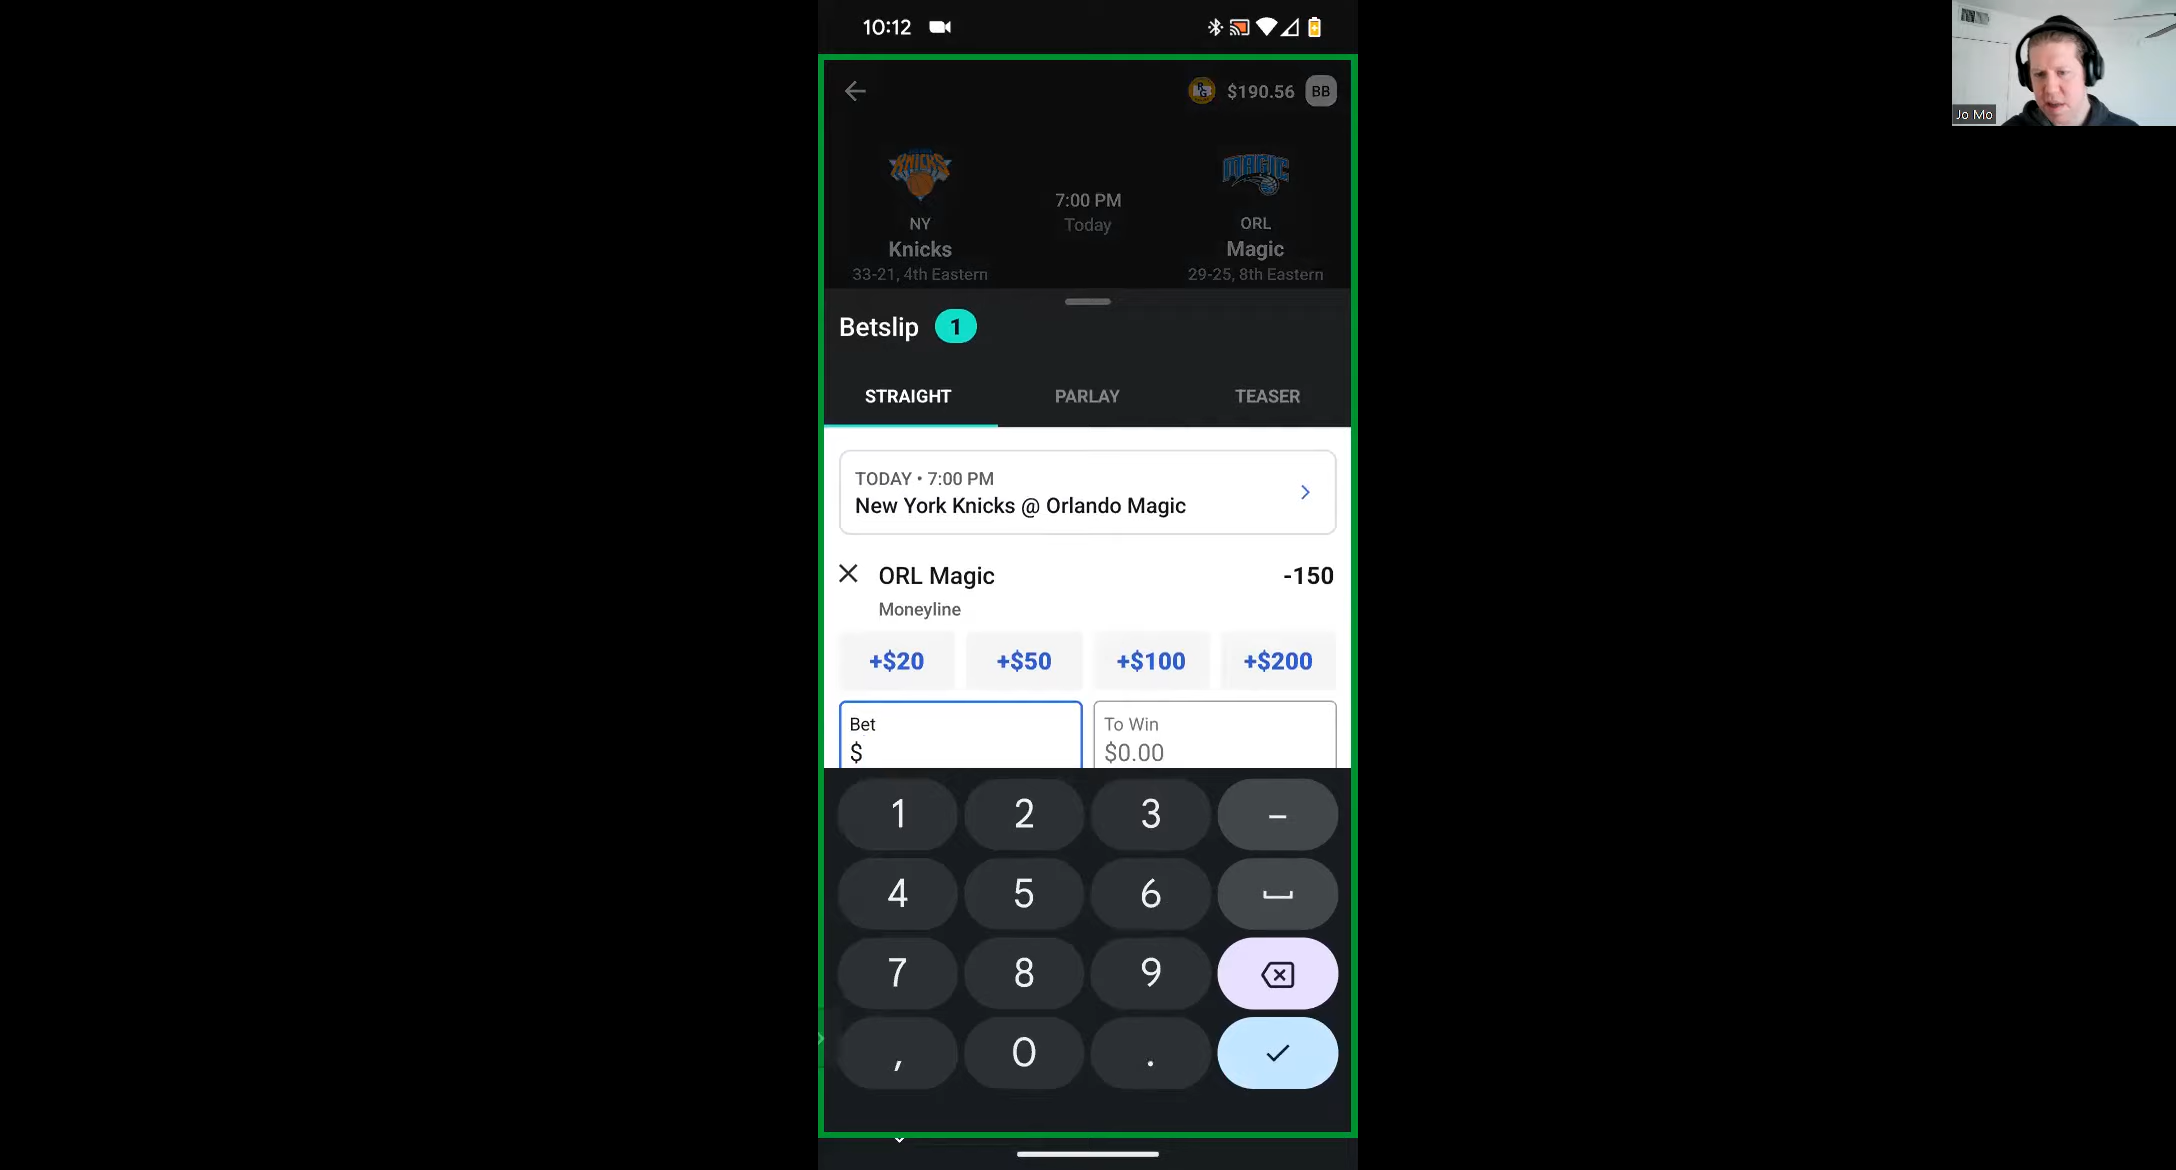 10:12
$190.56 BB
KNICKS
MAGIC
7:00 PM
Today
NY
Knicks
33-21, 4th Eastern
ORL
Magic
29-25, 8th Eastern
Betslip 1
STRAIGHT PARLAY TEASER
TODAY • 7:00 PM
New York Knicks @ Orlando Magic
ORL Magic -150
Moneyline
+$20 +$50 +$100 +$200
Bet
$
To Win
$0.00
1 2 3 –
4 5 6
7 8 9
, 0 .
Jo Mo